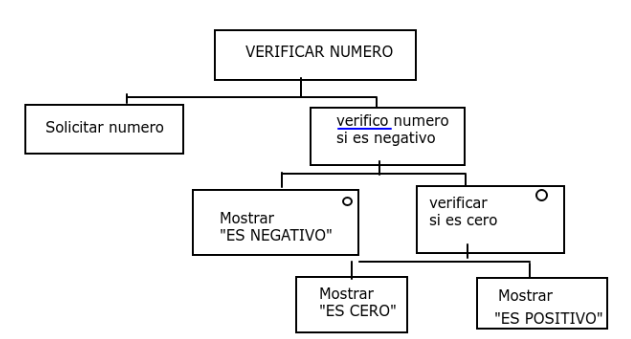 VERIFICAR NUMERO
Solicitar numero
verifico numero
si es negativo
Mostrar
"ES NEGATIVO"
verificar
si es cero
Mostrar
"ES CERO"
Mostrar
"ES POSITIVO"